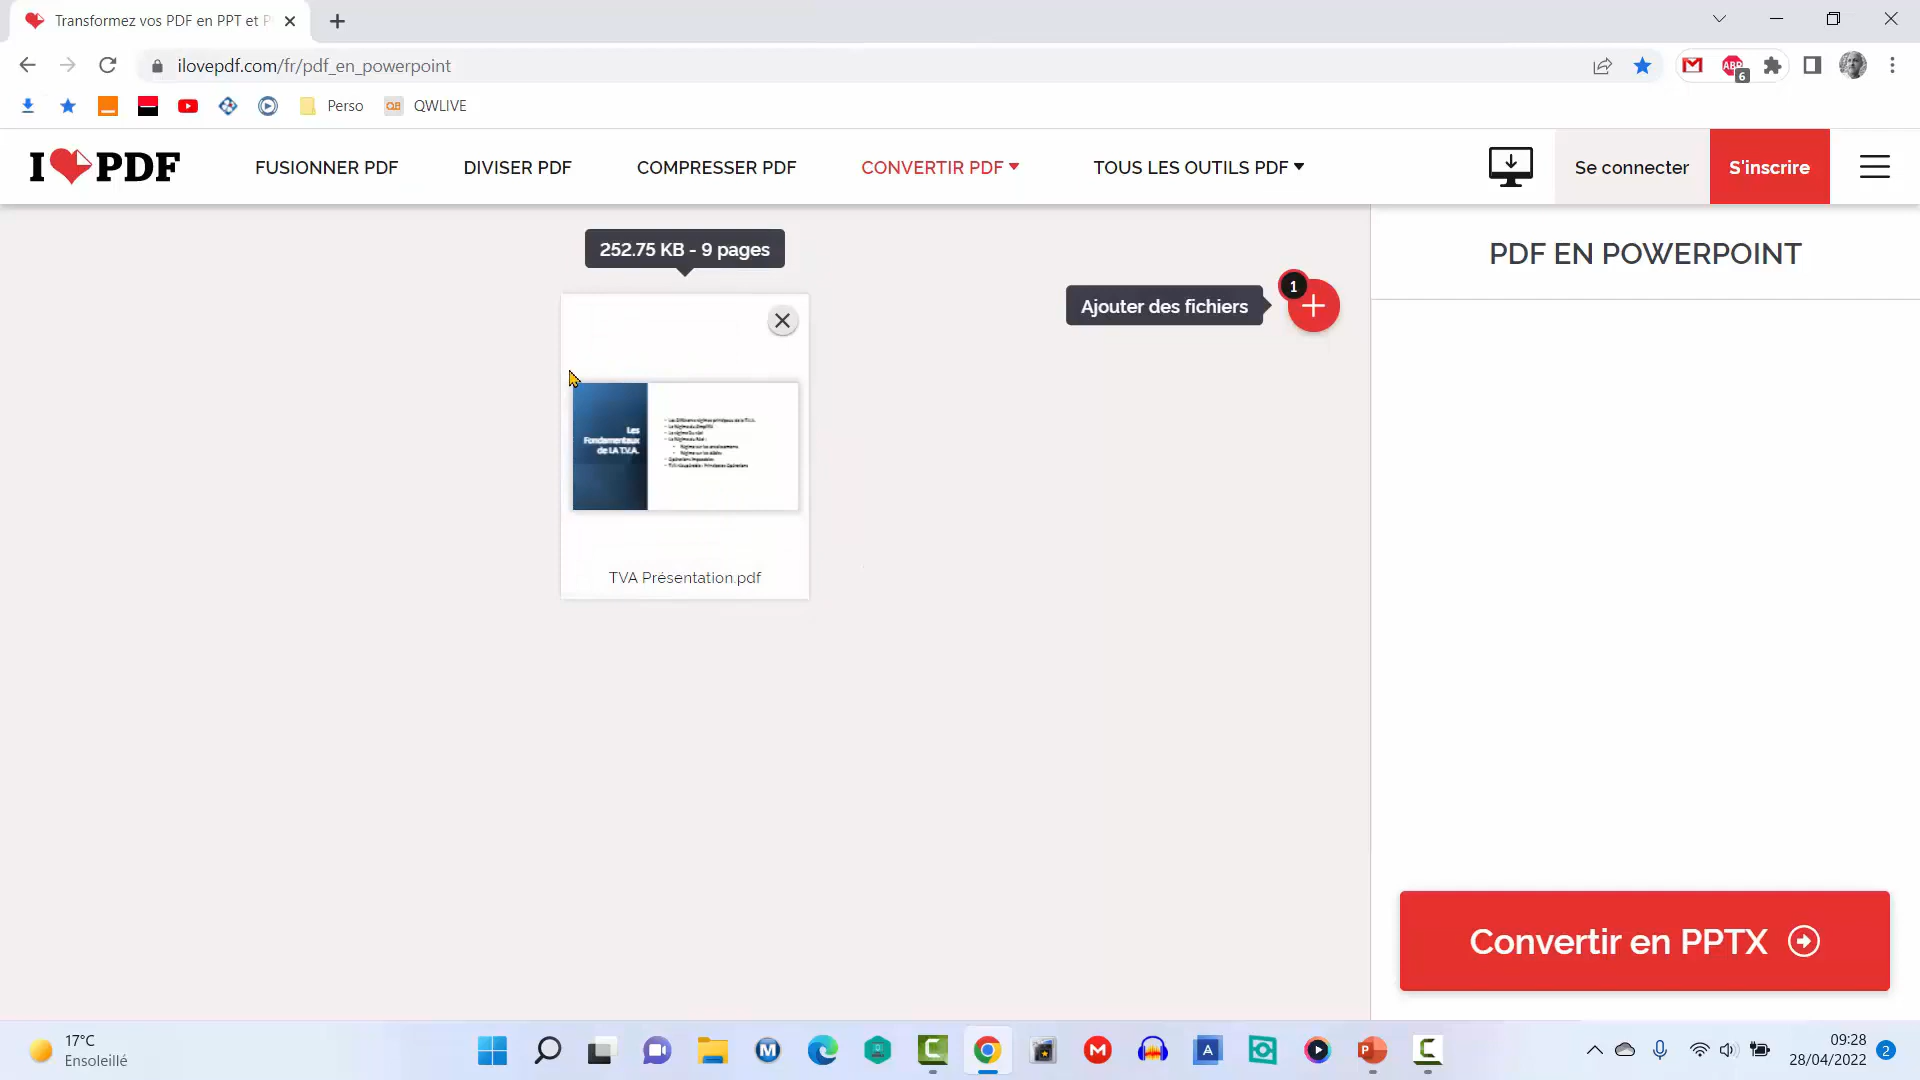 Transformez vos PDF en PPT et P
ilovepdf.com/fr/pdf_en_powerpoint
ABP
6
Perso
QB
QWLIVE
I PDF
FUSIONNER PDF
DIVISER PDF
COMPRESSER PDF
CONVERTIR PDF
TOUS LES OUTILS PDF
Se connecter
S'inscrire
252.75 KB - 9 pages
PDF EN POWERPOINT
Ajouter des fichiers
1
Les
Fondamentaux
de LA T.V.A.
TVA Présentation.pdf
Convertir en PPTX
17°C
Ensoleillé
09:28
28/04/2022
2